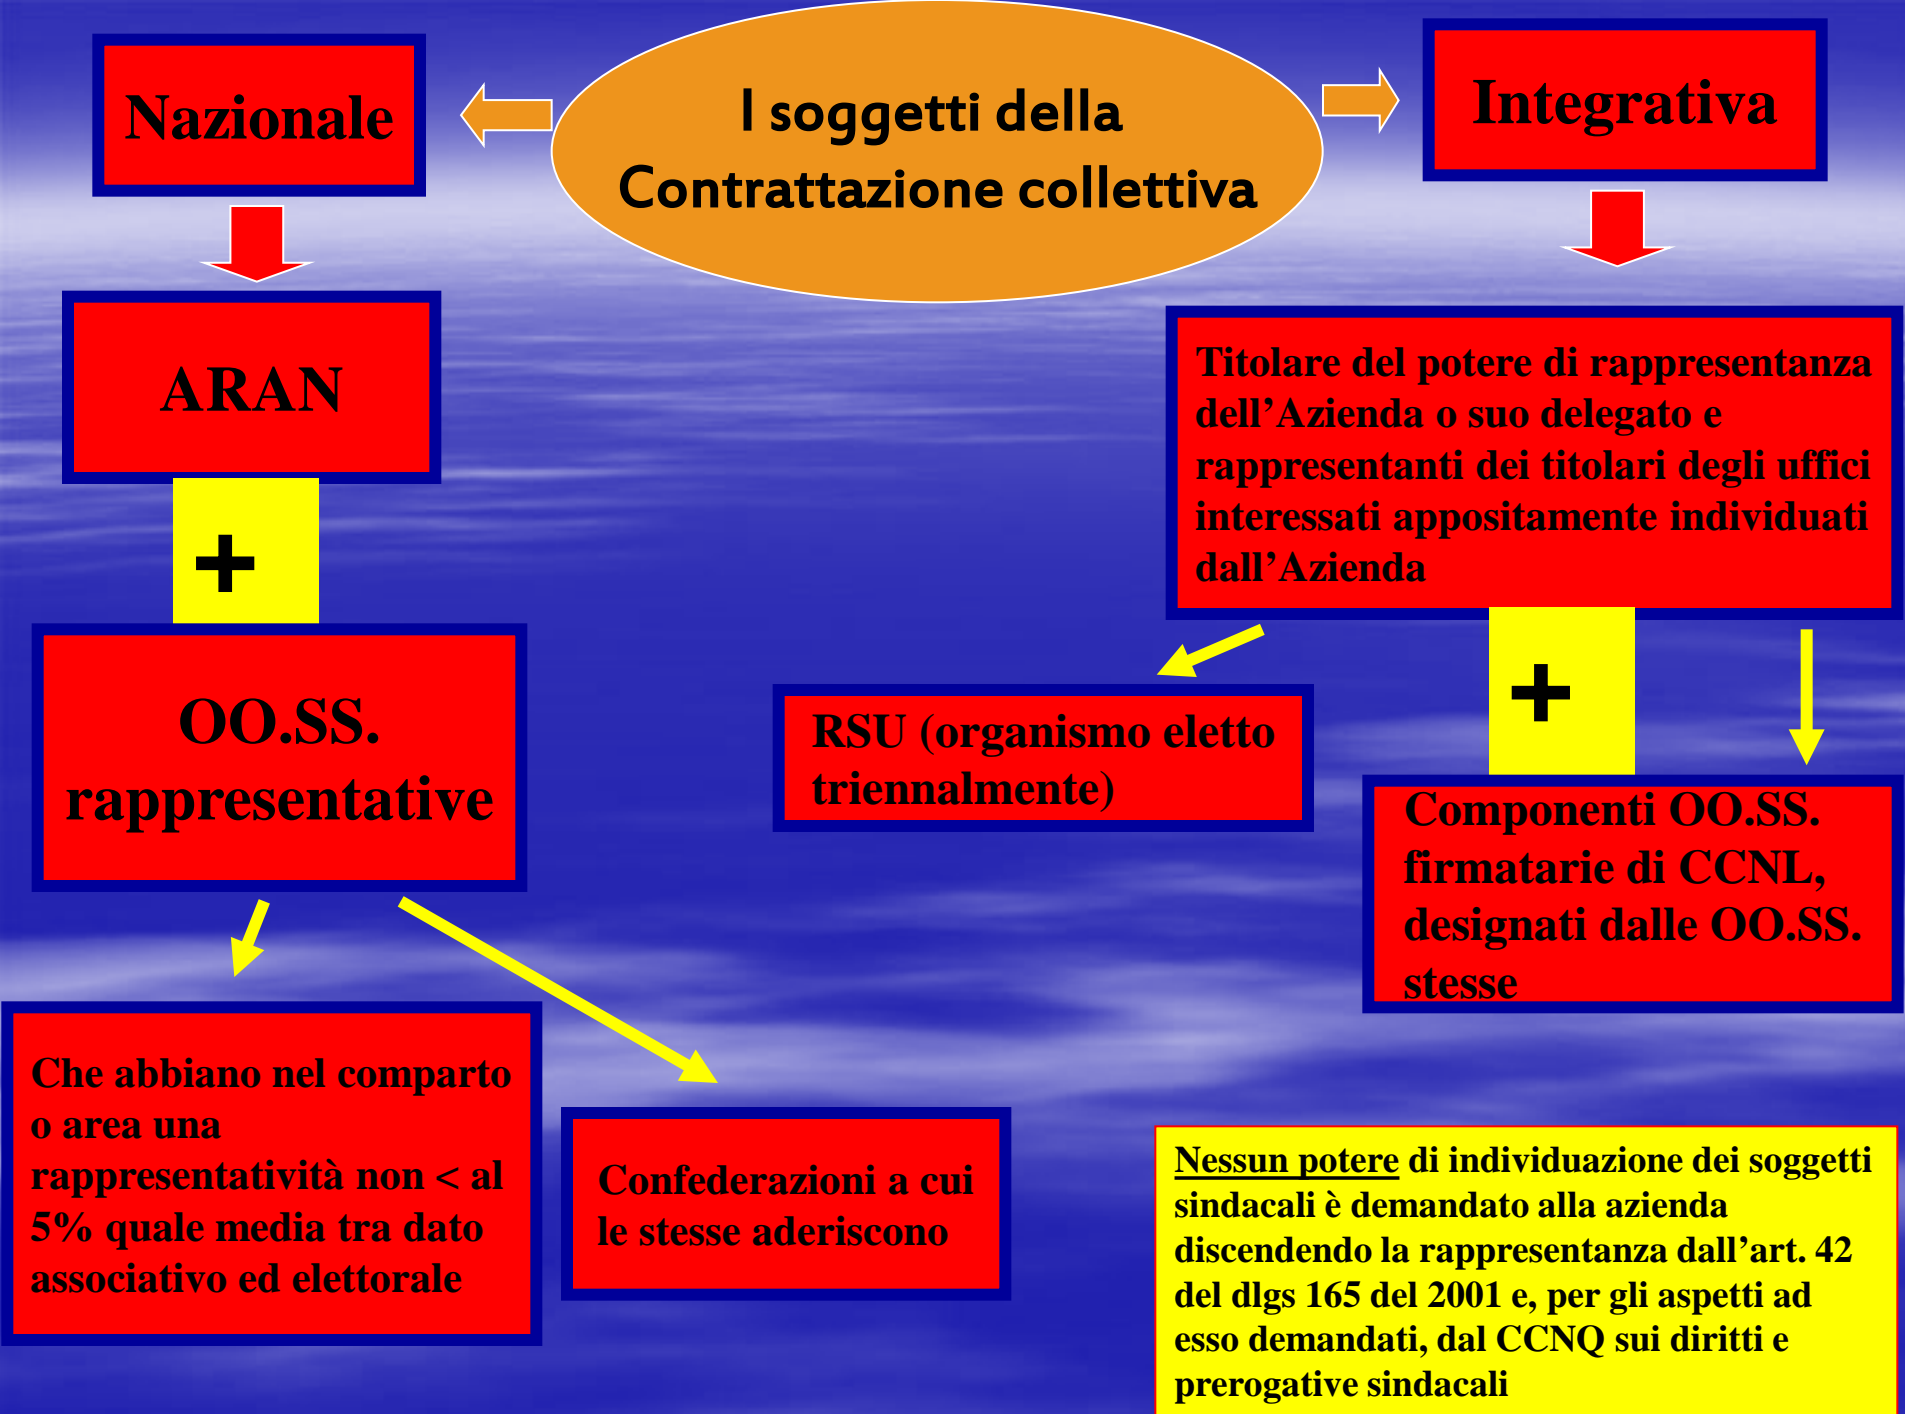 I soggetti della
Contrattazione collettiva
Nazionale
Integrativa
ARAN
+
OO.SS.
rappresentative
Che abbiano nel comparto
o area una
rappresentatività non < al
5% quale media tra dato
associativo ed elettorale
Confederazioni a cui
le stesse aderiscono
Titolare del potere di rappresentanza
dell’Azienda o suo delegato e
rappresentanti dei titolari degli uffici
interessati appositamente individuati
dall’Azienda
+
RSU (organismo eletto
triennalmente)
Componenti OO.SS.
firmatarie di CCNL,
designati dalle OO.SS.
stesse
Nessun potere di individuazione dei soggetti
sindacali è demandato alla azienda
discendendo la rappresentanza dall’art. 42
del dlgs 165 del 2001 e, per gli aspetti ad
esso demandati, dal CCNQ sui diritti e
prerogative sindacali